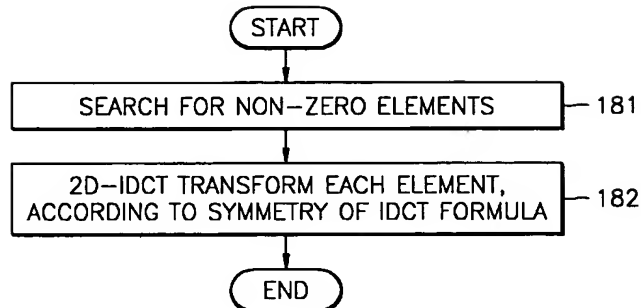 START
SEARCH FOR NON-ZERO ELEMENTS
181
2D-IDCT TRANSFORM EACH ELEMENT,
ACCORDING TO SYMMETRY OF IDCT FORMULA
182
END